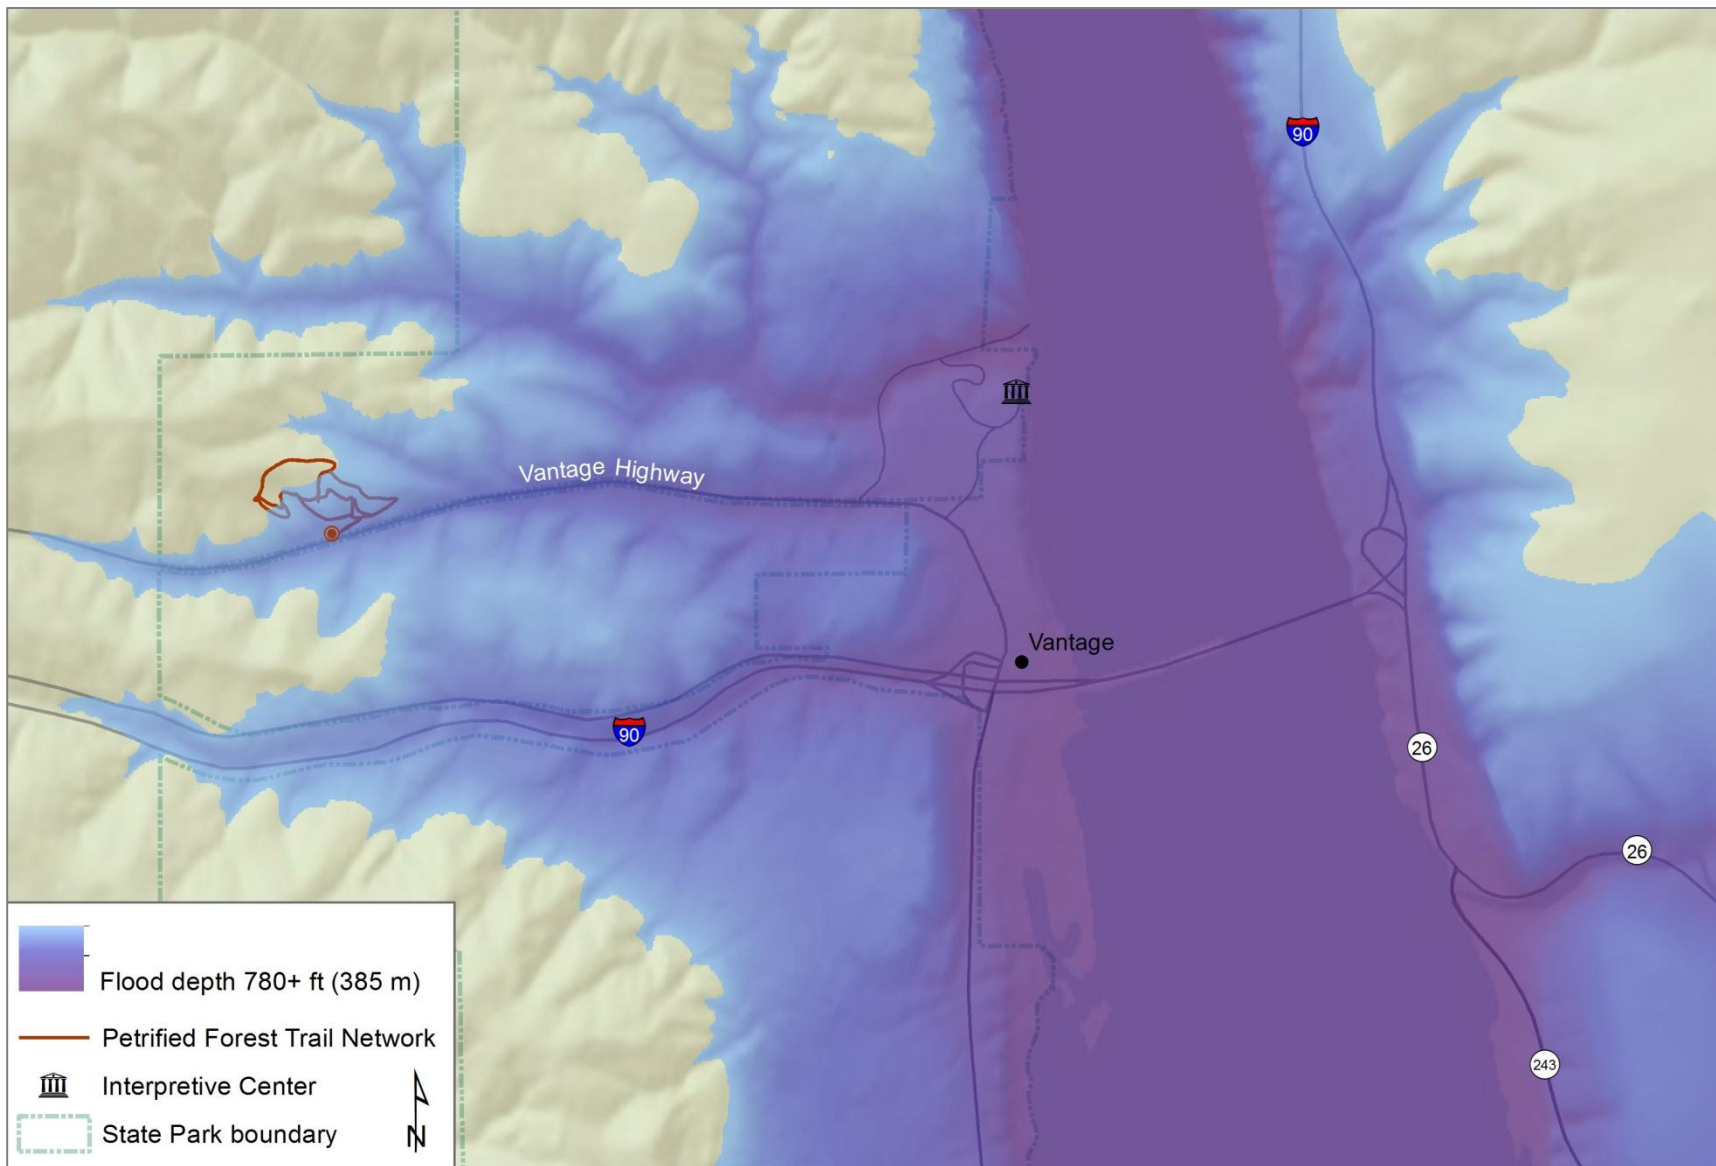 90
Vantage Highway
Vantage
90
26
26
Flood depth 780+ ft (385 m)
Petrified Forest Trail Network
Interpretive Center
State Park boundary
N
243